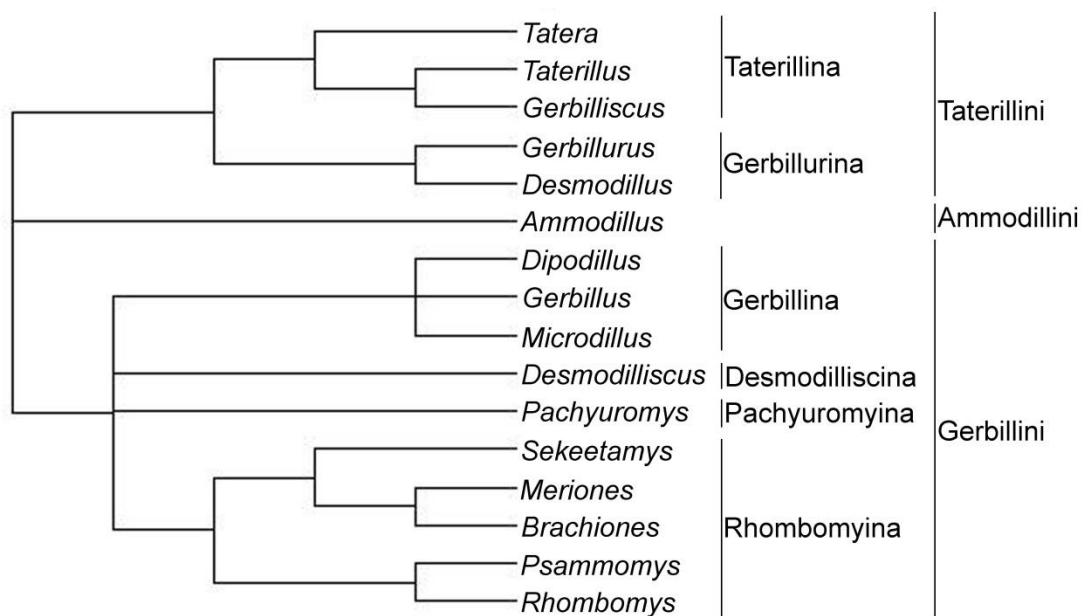 Tatera
Taterillus
Taterillina
Gerbilliscus
Taterillini
Gerbillurus
Gerbillurina
Desmodillus
Ammodillus
Ammodillini
Dipodillus
Gerbillus
Gerbillina
Microdillus
Desmodilliscus
Desmodilliscina
Pachyuromys
Pachyuromyina
Gerbillini
Sekeetamys
Meriones
Brachiones
Rhombomyina
Psammomys
Rhombomys